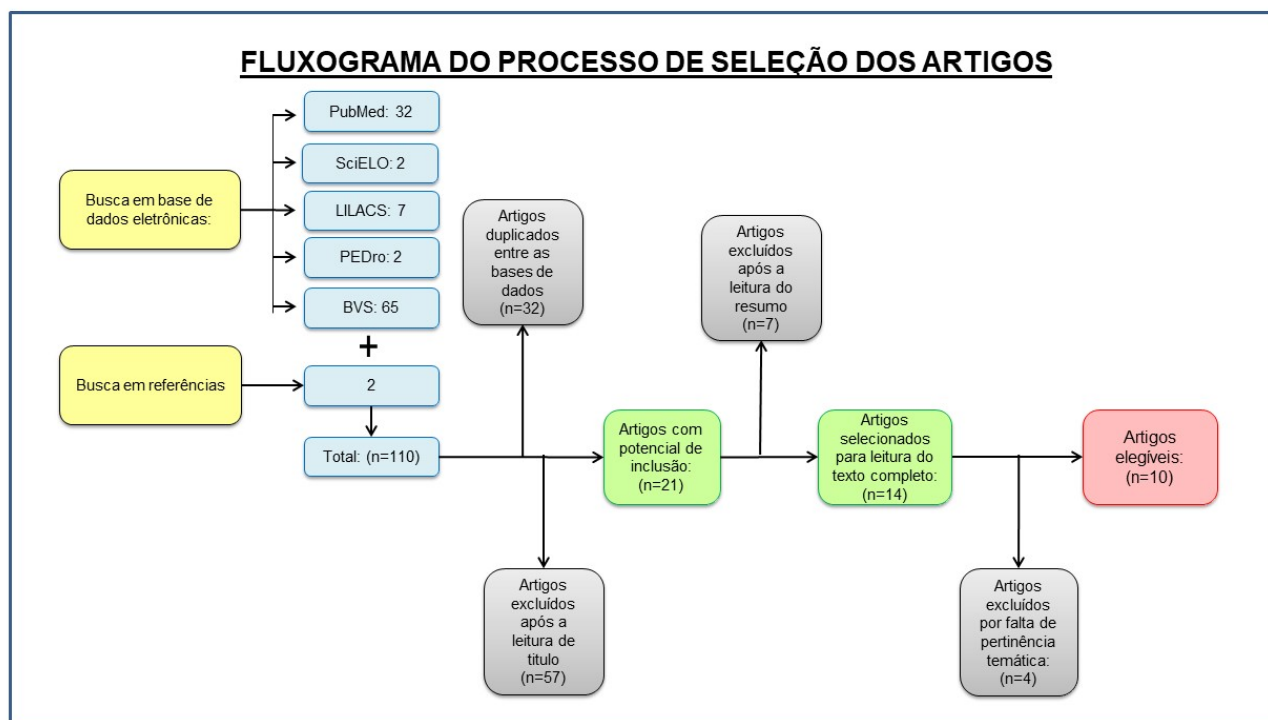 FLUXOGRAMA DO PROCESSO DE SELEÇÃO DOS ARTIGOS
Busca em base de
dados eletrônicas:
PubMed: 32
SciELO: 2
LILACS: 7
PEDro: 2
BVS: 65
+
Busca em referências
2
Total: (n=110)
Artigos
duplicados
entre as
bases de
dados
(n=32)
Artigos
excluídos
após a
leitura de
titulo
(n=57)
Artigos com
potencial de
inclusão:
(n=21)
Artigos
excluídos
após a
leitura do
resumo
(n=7)
Artigos
selecionados
para leitura do
texto completo:
(n=14)
Artigos
excluídos
por falta de
pertinência
temática:
(n=4)
Artigos
elegíveis:
(n=10)